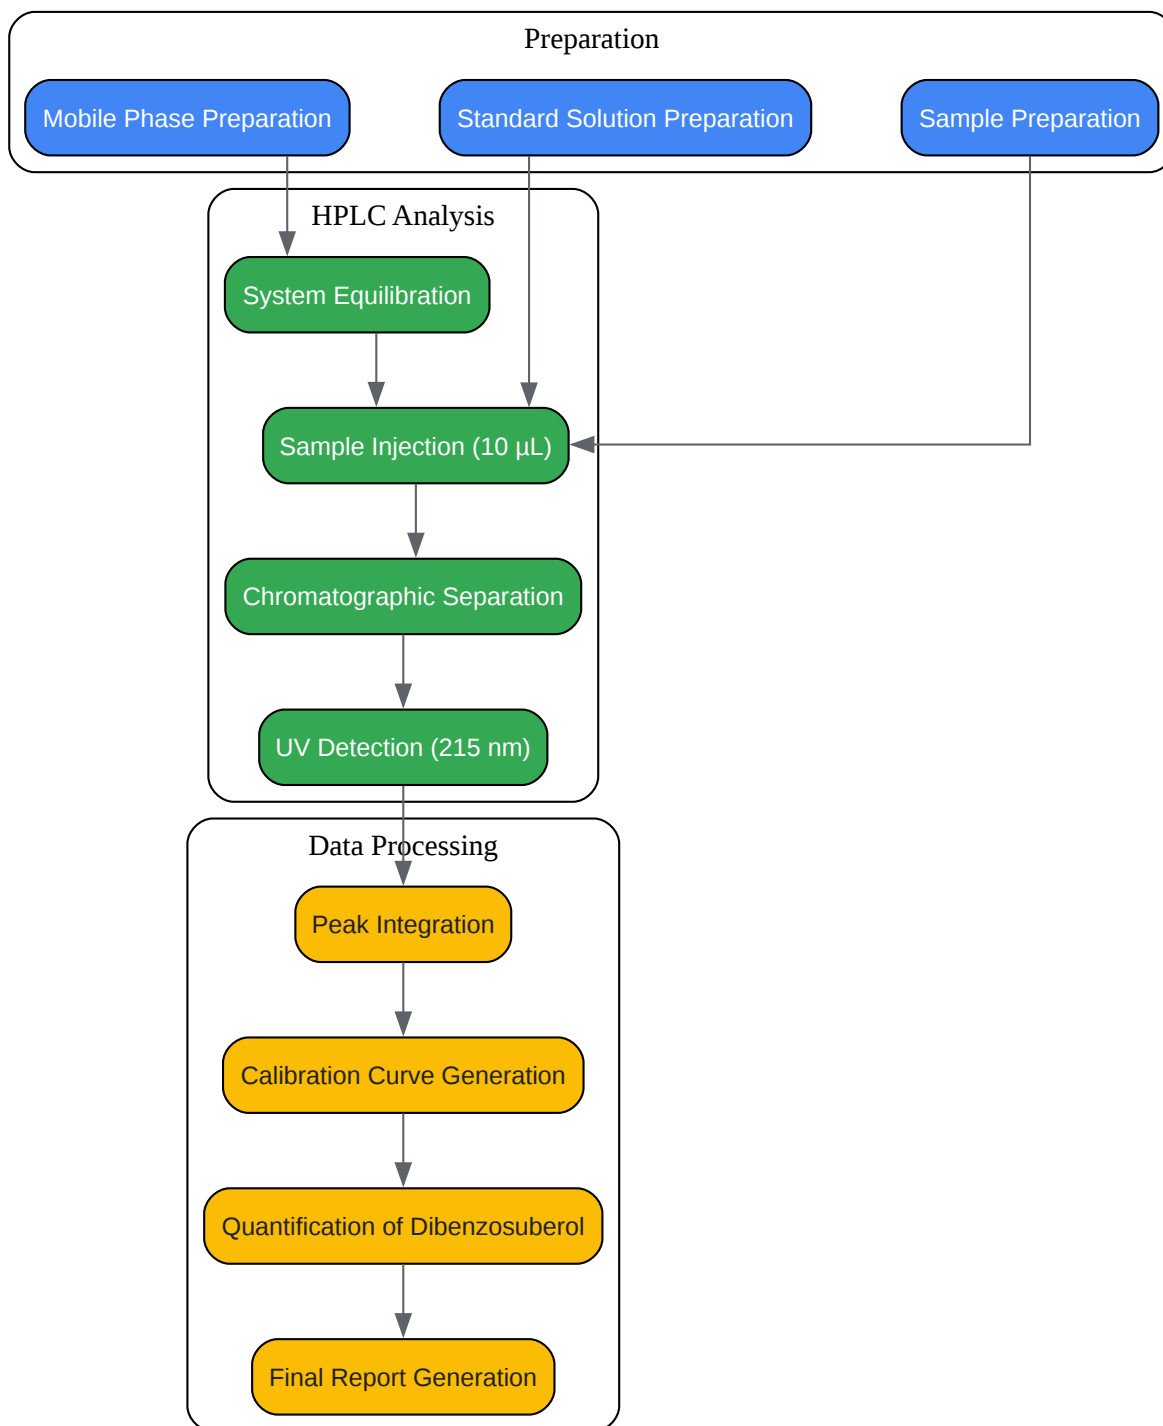 Preparation
Mobile Phase Preparation
Standard Solution Preparation
Sample Preparation
HPLC Analysis
System Equilibration
Sample Injection (10 µL)
Chromatographic Separation
UV Detection (215 nm)
Data Processing
Peak Integration
Calibration Curve Generation
Quantification of Dibenzosuberol
Final Report Generation